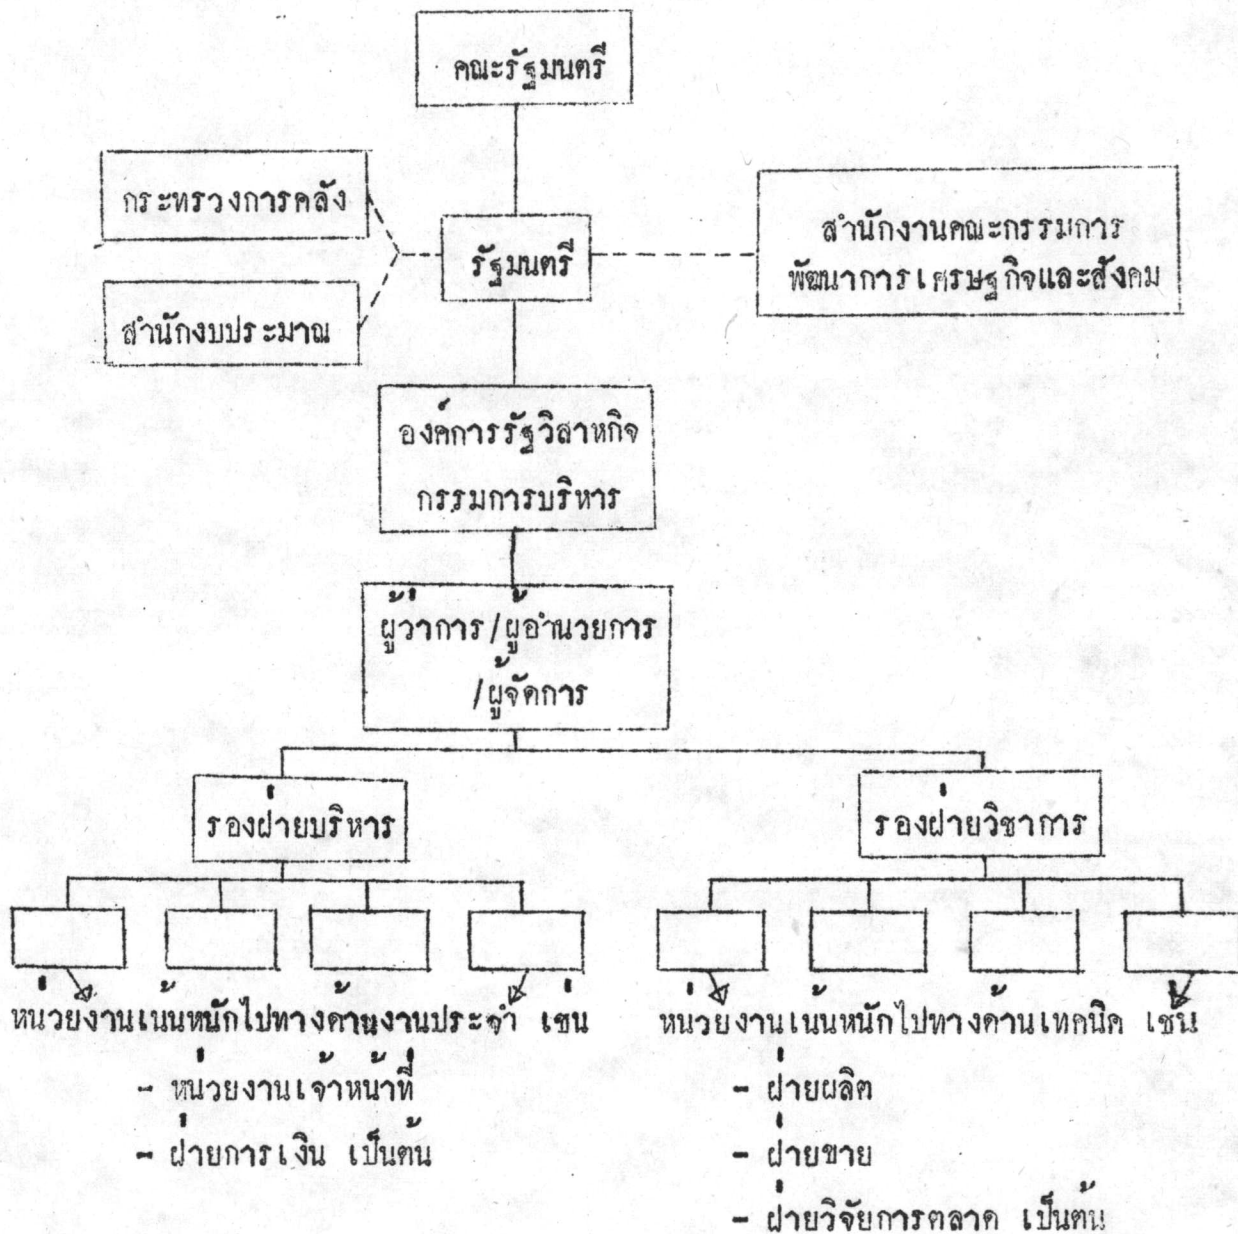 คณะรัฐมนตรี
กระทรวงการคลัง
สำนักงบประมาณ
รัฐมนตรี
สำนักงานคณะกรรมการ
พัฒนาการเศรษฐกิจและสังคม
องค์การรัฐวิสาหกิจ
กรรมการบริหาร
ผู้ว่าการ/ผู้อำนวยการ
/ผู้จัดการ
รองฝ่ายบริหาร
รองฝ่ายวิชาการ
หน่วยงานเน้นหนักไปทางด้านงานประจำ เช่น
- หน่วยงานเจ้าหน้าที่
- ฝ่ายการเงิน เป็นต้น
หน่วยงานเน้นหนักไปทางด้านเทคนิค เช่น
- ฝ่ายผลิต
- ฝ่ายขาย
- ฝ่ายวิจัยการตลาด เป็นต้น